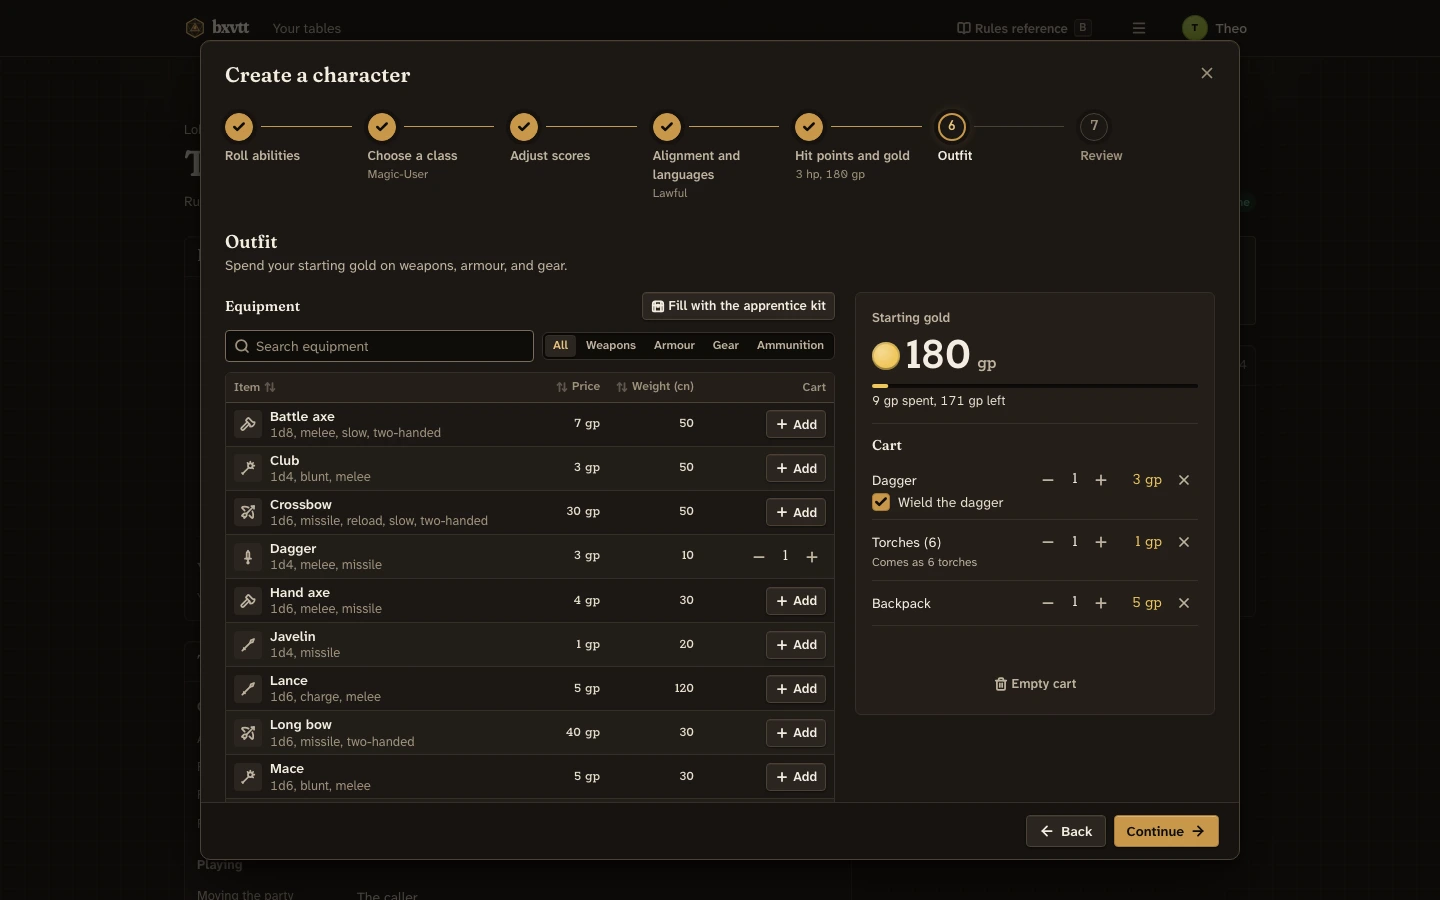 bxvtt
Your tables
Rules reference B
T Theo
Create a character
Roll abilities
Choose a class
Magic-User
Adjust scores
Alignment and
languages
Lawful
Hit points and gold
3 hp, 180 gp
6
Outfit
7
Review
Outfit
Spend your starting gold on weapons, armour, and gear.
Equipment
Fill with the apprentice kit
Search equipment
All Weapons Armour Gear Ammunition
Item Price Weight (cn) Cart
Battle axe 7 gp 50 Add
1d8, melee, slow, two-handed
Club 3 gp 50 Add
1d4, blunt, melee
Crossbow 30 gp 50 Add
1d6, missile, reload, slow, two-handed
Dagger 3 gp 10 1
1d4, melee, missile
Hand axe 4 gp 30 Add
1d6, melee, missile
Javelin 1 gp 20 Add
1d4, missile
Lance 5 gp 120 Add
1d6, charge, melee
Long bow 40 gp 30 Add
1d6, missile, two-handed
Mace 5 gp 30 Add
1d6, blunt, melee
Starting gold
180 gp
9 gp spent, 171 gp left
Cart
Dagger 1 3 gp
Wield the dagger
Torches (6) 1 1 gp
Comes as 6 torches
Backpack 1 5 gp
Empty cart
Back
Continue
Playing
Moving the party The caller